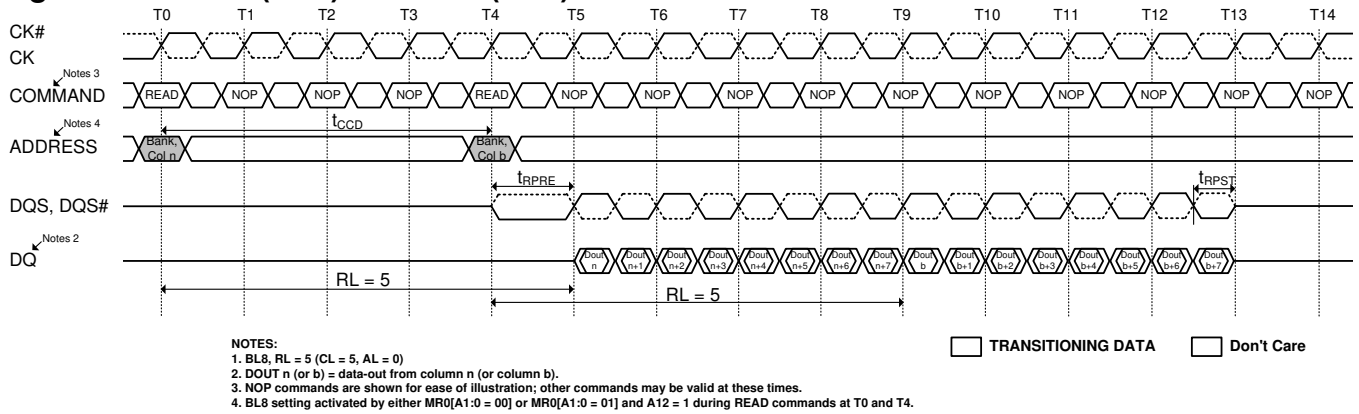 T0 T1 T2 T3 T4 T5 T6 T7 T8 T9 T10 T11 T12 T13 T14
CK#
CK
Notes 3
COMMAND READ NOP NOP NOP READ NOP NOP NOP NOP NOP NOP NOP NOP NOP NOP
Notes 4
tCCD
ADDRESS Bank, Col n Bank, Col b
tRPRE tRPST
DQS, DQS#
Notes 2
DQ Dout n Dout n+1 Dout n+2 Dout n+3 Dout n+4 Dout n+5 Dout n+6 Dout n+7 Dout b Dout b+1 Dout b+2 Dout b+3 Dout b+4 Dout b+5 Dout b+6 Dout b+7
RL = 5 RL = 5
NOTES:
1. BL8, RL = 5 (CL = 5, AL = 0)
2. DOUT n (or b) = data-out from column n (or column b).
3. NOP commands are shown for ease of illustration; other commands may be valid at these times.
4. BL8 setting activated by either MR0[A1:0 = 00] or MR0[A1:0 = 01] and A12 = 1 during READ commands at T0 and T4.
TRANSITIONING DATA Don't Care